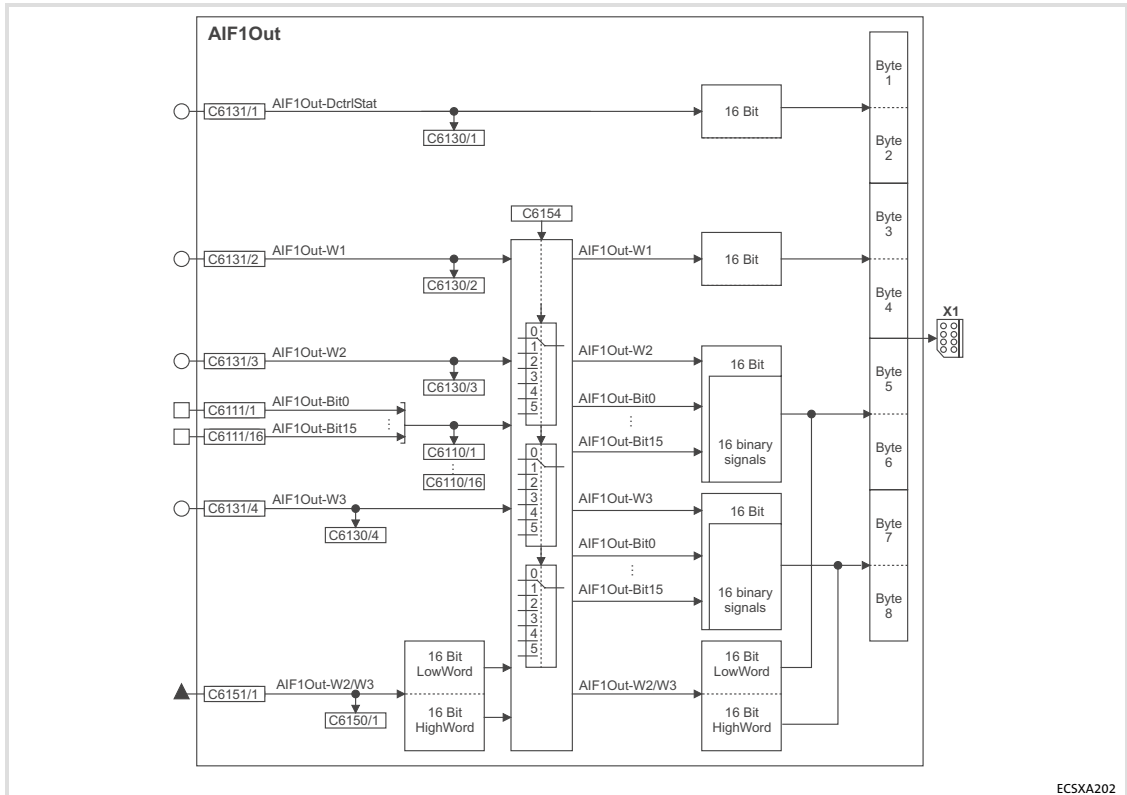 AIF1Out
Byte
1
C6131/1
AIF1Out-DctrlStat
16 Bit
C6130/1
Byte
2
C6154
Byte
3
C6131/2
AIF1Out-W1
AIF1Out-W1
16 Bit
C6130/2
Byte
4
X1
0
1
2
3
4
5
C6131/3
AIF1Out-W2
AIF1Out-W2
16 Bit
C6130/3
Byte
5
C6111/1
AIF1Out-Bit0
AIF1Out-Bit0
C6111/16
AIF1Out-Bit15
AIF1Out-Bit15
16 binary
signals
C6110/1
C6110/16
Byte
6
0
1
2
3
4
5
C6131/4
AIF1Out-W3
AIF1Out-W3
16 Bit
C6130/4
Byte
7
AIF1Out-Bit0
AIF1Out-Bit15
16 binary
signals
Byte
8
0
1
2
3
4
5
16 Bit
LowWord
16 Bit
LowWord
C6151/1
AIF1Out-W2/W3
AIF1Out-W2/W3
C6150/1
16 Bit
HighWord
16 Bit
HighWord
ECSXA202